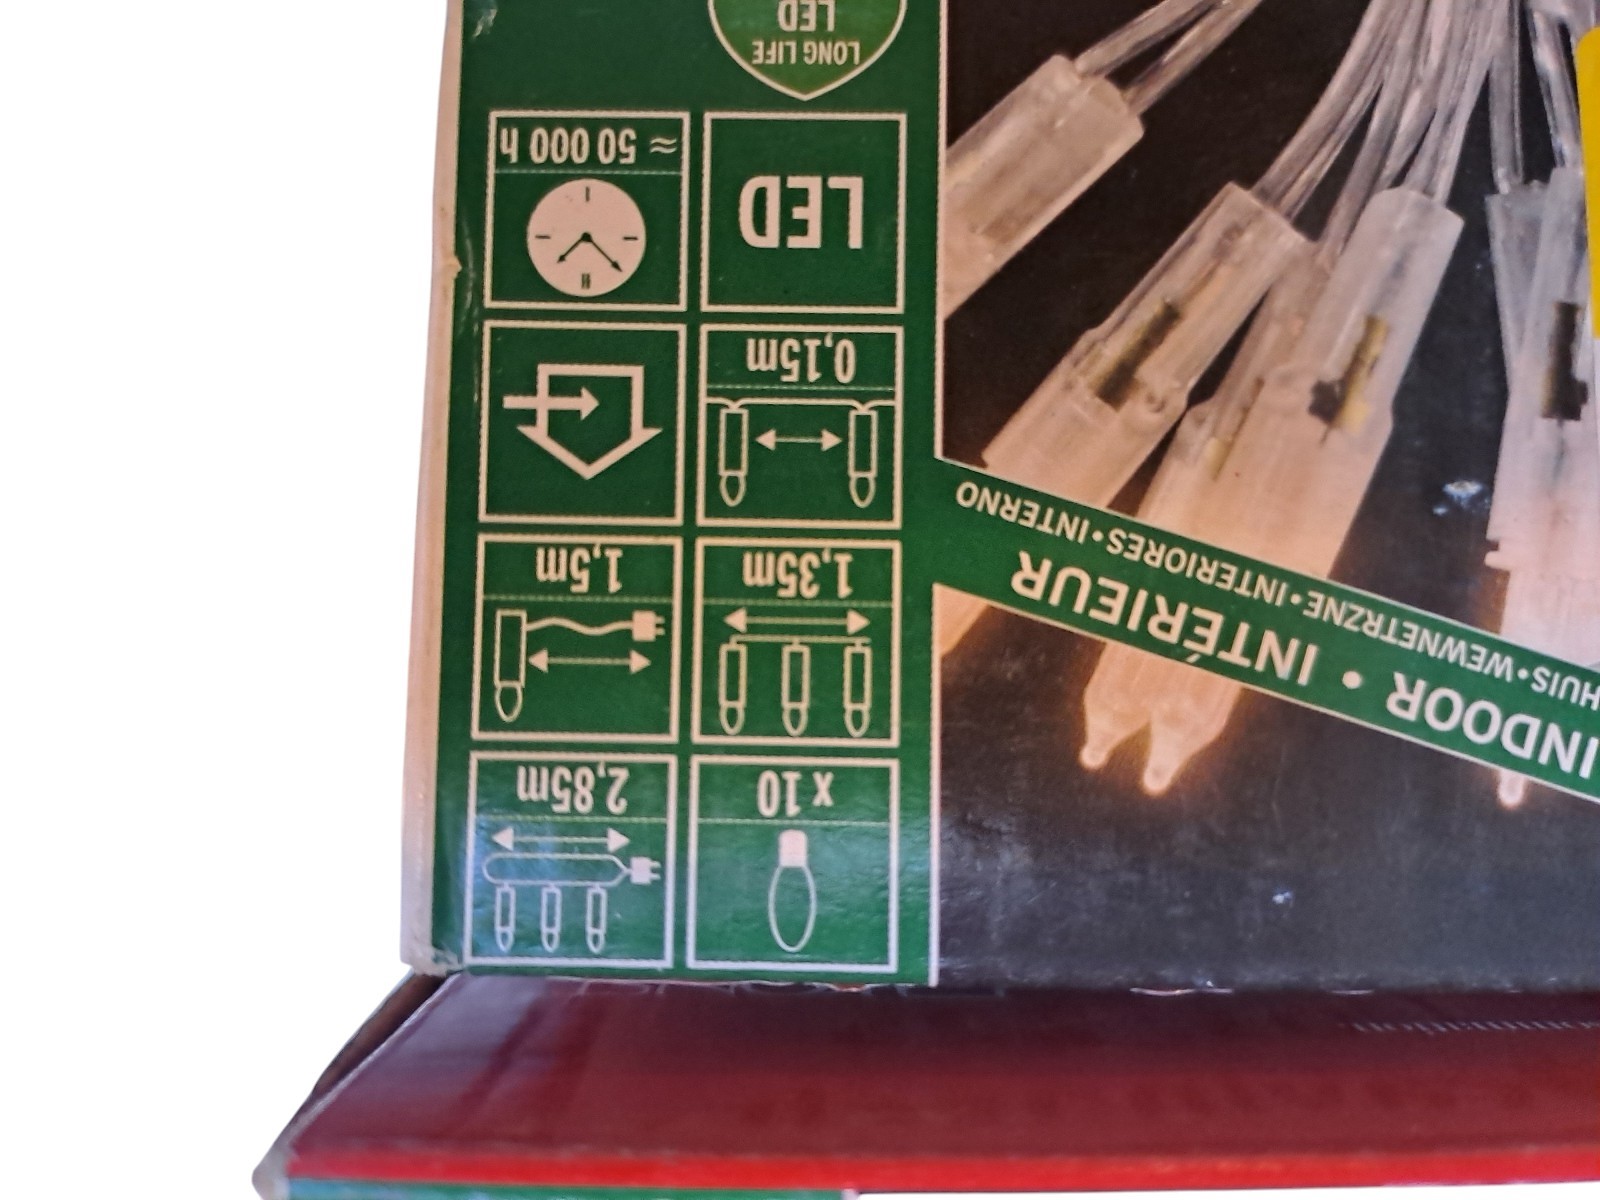 x 10
2,85m
1,35m
1,5m
0,15m
LED
≈ 50 000 h
LONG LIFE
LED
INDOOR • INTÉRIEUR
HUIS • WEWNETRZNE • INTERIORES • INTERNO